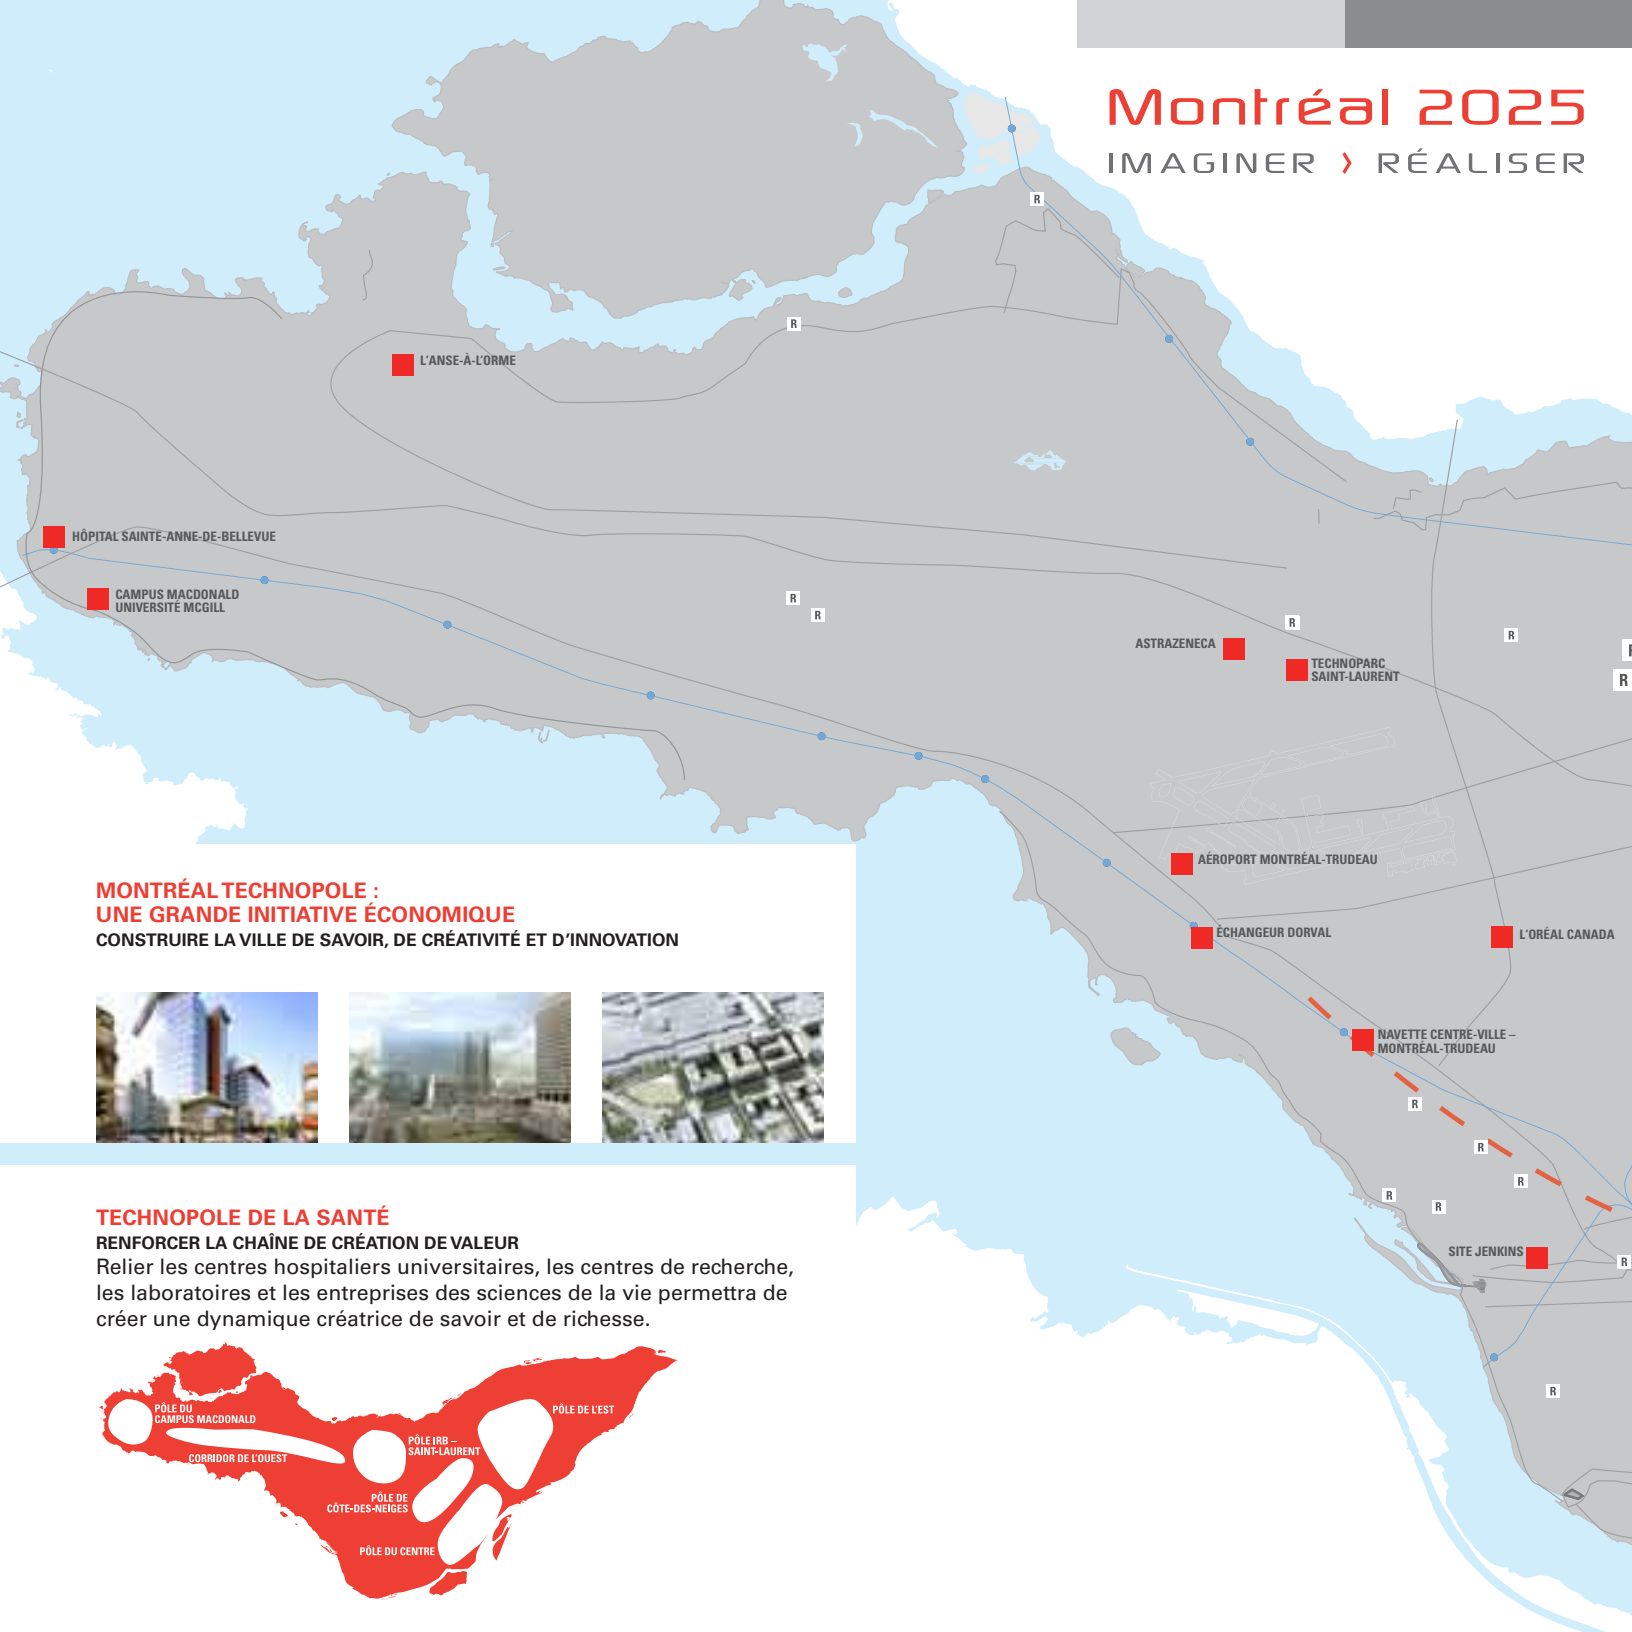 Montréal 2025
IMAGINER › RÉALISER
R
R
L'ANSE-À-L'ORME
HÔPITAL SAINTE-ANNE-DE-BELLEVUE
CAMPUS MACDONALD
UNIVERSITÉ MCGILL
R
R
R
R
ASTRAZENECA
TECHNOPARC
SAINT-LAURENT
R
AÉROPORT MONTRÉAL-TRUDEAU
ÉCHANGEUR DORVAL
L'ORÉAL CANADA
NAVETTE CENTRE-VILLE –
MONTRÉAL-TRUDEAU
R
R
R
R
R
SITE JENKINS
R
R
MONTRÉAL TECHNOPOLE :
UNE GRANDE INITIATIVE ÉCONOMIQUE
CONSTRUIRE LA VILLE DE SAVOIR, DE CRÉATIVITÉ ET D'INNOVATION
TECHNOPOLE DE LA SANTÉ
RENFORCER LA CHAÎNE DE CRÉATION DE VALEUR
Relier les centres hospitaliers universitaires, les centres de recherche,
les laboratoires et les entreprises des sciences de la vie permettra de
créer une dynamique créatrice de savoir et de richesse.
PÔLE DU
CAMPUS MACDONALD
CORRIDOR DE L'OUEST
PÔLE IRB –
SAINT-LAURENT
PÔLE DE L'EST
PÔLE DE
CÔTE-DES-NEIGES
PÔLE DU CENTRE